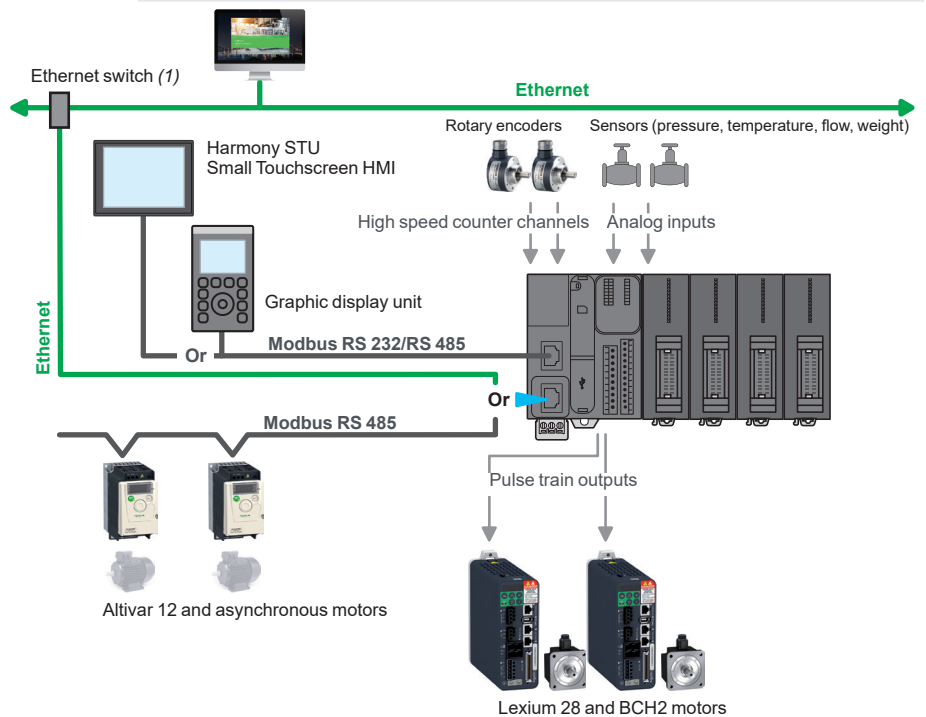 Ethernet switch (1)
Ethernet
Rotary encoders
Sensors (pressure, temperature, flow, weight)
Harmony STU
Small Touchscreen HMI
High speed counter channels
Analog inputs
Graphic display unit
Ethernet
Or
Modbus RS 232/RS 485
Or
Modbus RS 485
Pulse train outputs
Altivar 12 and asynchronous motors
Lexium 28 and BCH2 motors